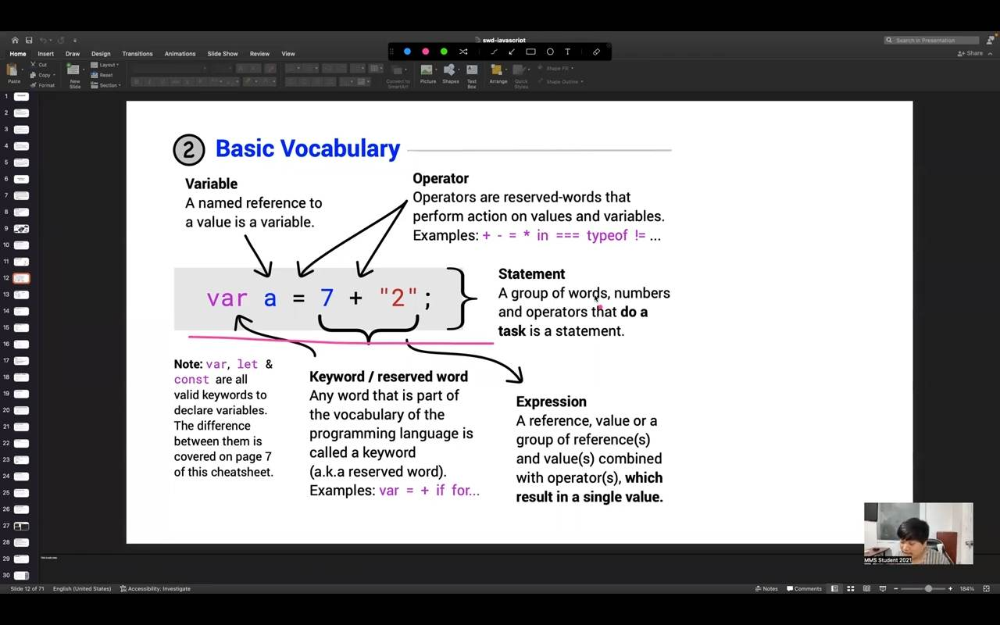 swd-javascript
Search in Presentation
Home Insert Draw Design Transitions Animations Slide Show Review View
Share
Paste
Cut
Copy
Format
New
Slide
Layout
Reset
Section
Convert to
SmartArt
Picture
Shapes
Text
Box
Arrange
Quick
Styles
Shape Fill
Shape Outline
T
1
2
3
4
5
6
7
8
9
10
11
12
13
14
15
16
17
18
19
20
21
22
23
24
25
26
27
28
29
30
2 Basic Vocabulary
Variable
A named reference to
a value is a variable.
Operator
Operators are reserved-words that
perform action on values and variables.
Examples: + - = * in === typeof != ...
var a = 7 + "2";
Statement
A group of words, numbers
and operators that do a
task is a statement.
Note: var, let &
const are all
valid keywords to
declare variables.
The difference
between them is
covered on page 7
of this cheatsheet.
Keyword / reserved word
Any word that is part of
the vocabulary of the
programming language is
called a keyword
(a.k.a reserved word).
Examples: var = + if for...
Expression
A reference, value or a
group of reference(s)
and value(s) combined
with operator(s), which
result in a single value.
MMS Student 2021
Slide 12 of 71 English (United States) Accessibility: Investigate
Notes Comments 184%